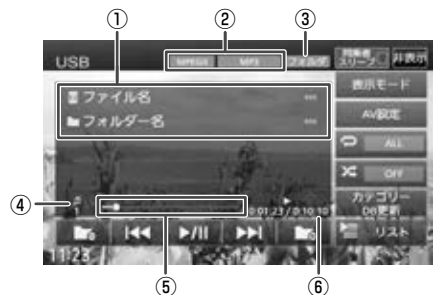 ① ② ③
USB MPEG4 MP3 フォルダ 同乗者スリープ 非表示
ファイル名
フォルダー名
表示モード
AV設定
ALL
OFF
④ 1 0:01:23 / 0:10:10 カテゴリーDB更新
リスト
11:23
⑤ ⑥